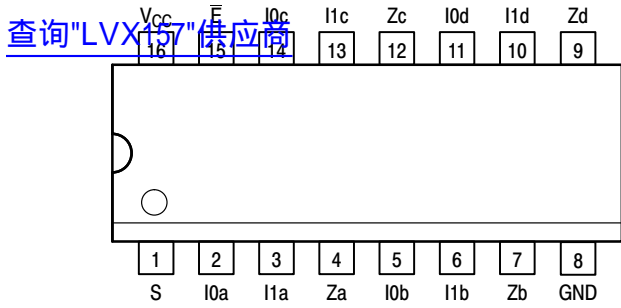 VCC E I0c I1c Zc I0d I1d Zd
查询"LVX157"供应商
16 15 14 13 12 11 10 9
1 2 3 4 5 6 7 8
S I0a I1a Za I0b I1b Zb GND